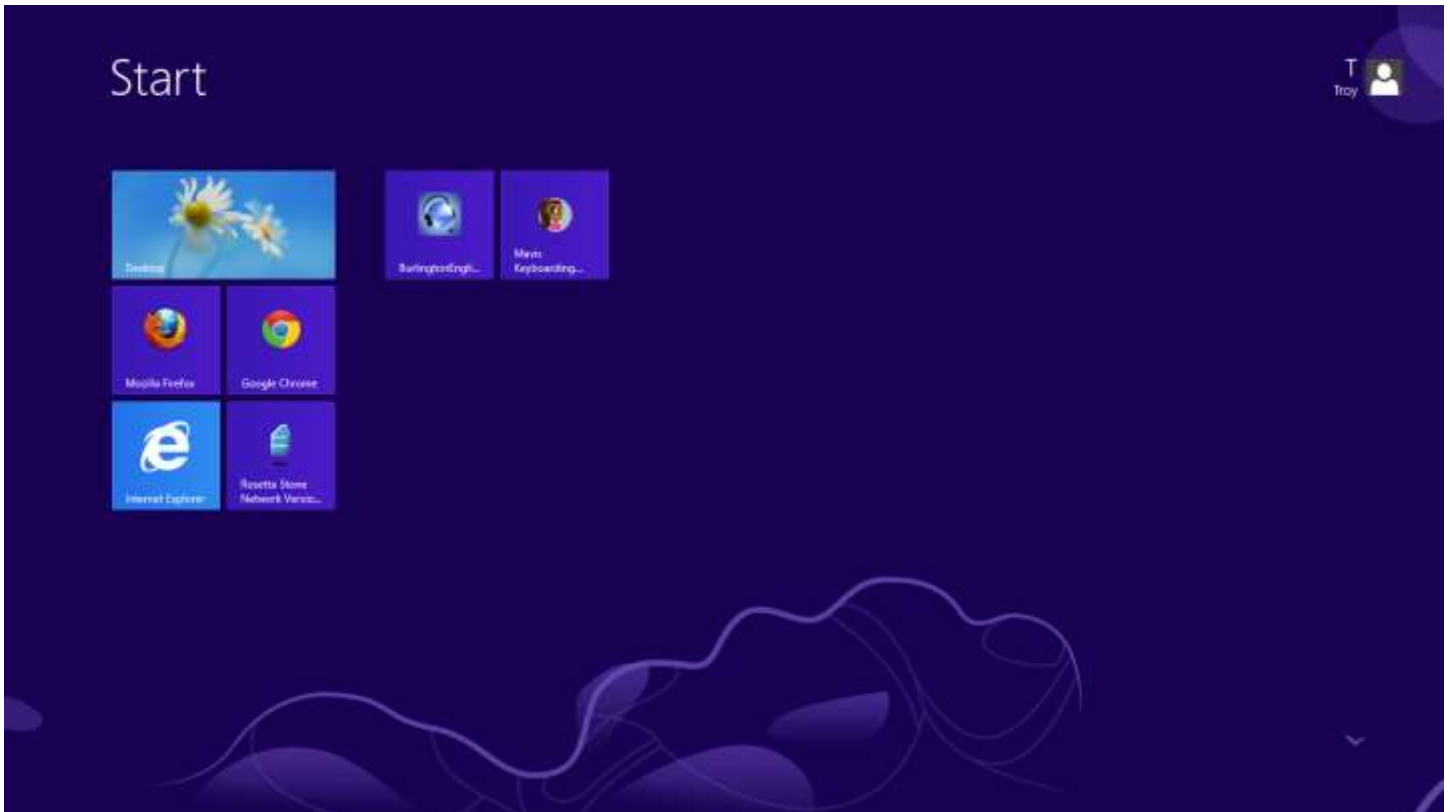 Start
T
Troy
Desktop
BurlingtonEngli...
Mavis
Keyboarding...
Mozilla Firefox
Google Chrome
Internet Explorer
Rosetta Stone
Network Versio...